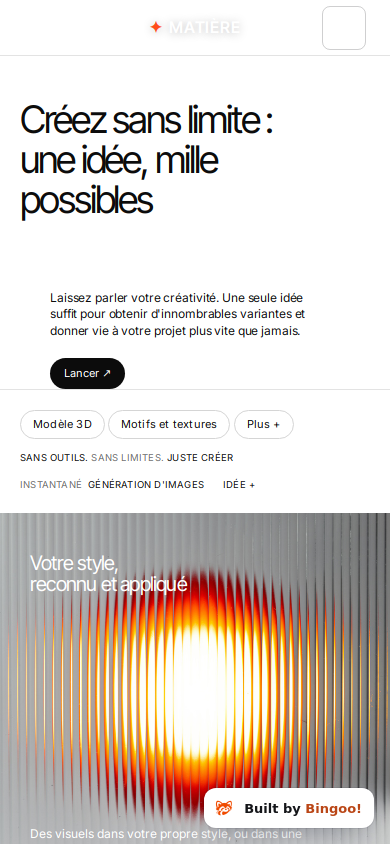 ✦ MATIÈRE
Créez sans limite :
une idée, mille
possibles
Laissez parler votre créativité. Une seule idée
suffit pour obtenir d'innombrables variantes et
donner vie à votre projet plus vite que jamais.
Lancer ↗
Modèle 3D Motifs et textures Plus +
SANS OUTILS. SANS LIMITES. JUSTE CRÉER
INSTANTANÉ GÉNÉRATION D'IMAGES IDÉE +
Votre style,
reconnu et appliqué
Built by Bingoo!
Des visuels dans votre propre style, ou dans une